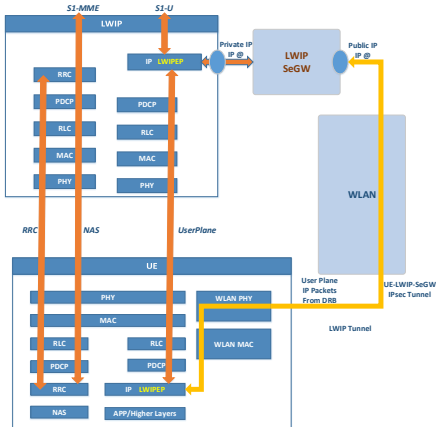 S1-MME
S1-U
LWIP
IP LWIPEP
RRC
PDCP
RLC
MAC
PHY
PDCP
RLC
MAC
PHY
Private IP
IP @
LWIP
SeGW
Public IP
IP @
WLAN
RRC
NAS
UserPlane
UE
PHY
MAC
RLC
PDCP
RRC
NAS
RLC
PDCP
IP LWIPEP
APP/Higher Layers
WLAN PHY
WLAN MAC
User Plane
IP Packets
From DRB
UE-LWIP-SeGW
IPsec Tunnel
LWIP Tunnel